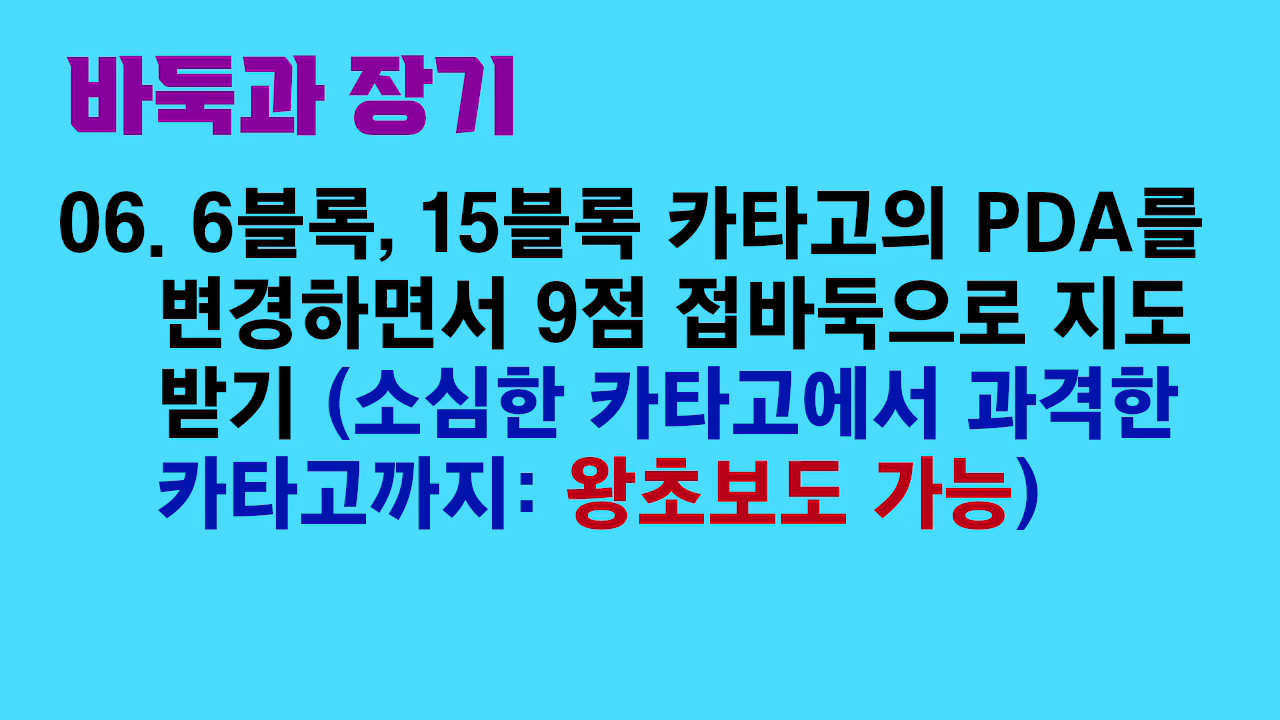 바둑과 장기
06. 6블록, 15블록 카타고의 PDA를
변경하면서 9점 접바둑으로 지도
받기 (소심한 카타고에서 과격한
카타고까지: 왕초보도 가능)